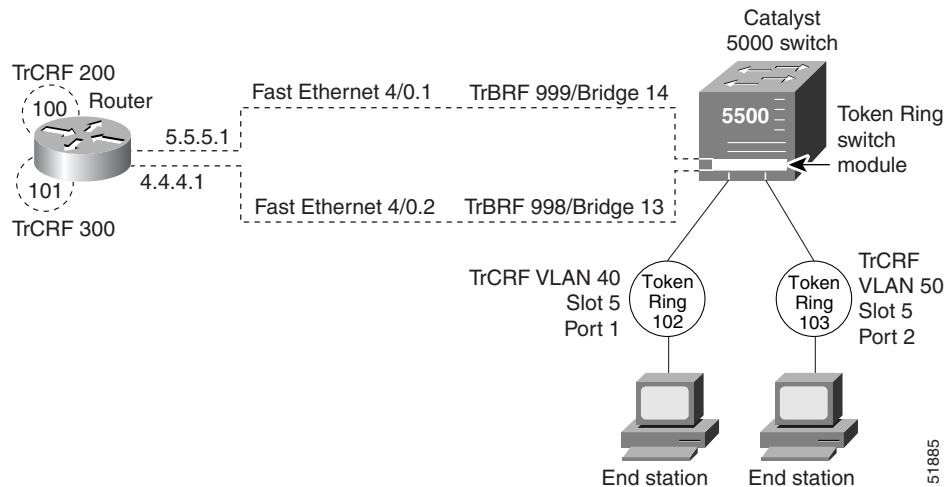 Catalyst
5000 switch
TrCRF 200
100
Router
5.5.5.1
Fast Ethernet 4/0.1
TrBRF 999/Bridge 14
5500
Token Ring
switch
module
101
4.4.4.1
TrCRF 300
Fast Ethernet 4/0.2
TrBRF 998/Bridge 13
TrCRF VLAN 40
Slot 5
Port 1
Token
Ring
102
Token
Ring
103
TrCRF
VLAN 50
Slot 5
Port 2
End station
End station
51885